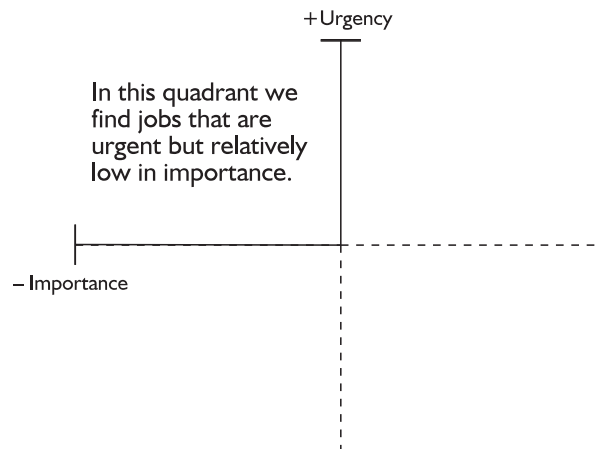 +Urgency
In this quadrant we
find jobs that are
urgent but relatively
low in importance.
– Importance